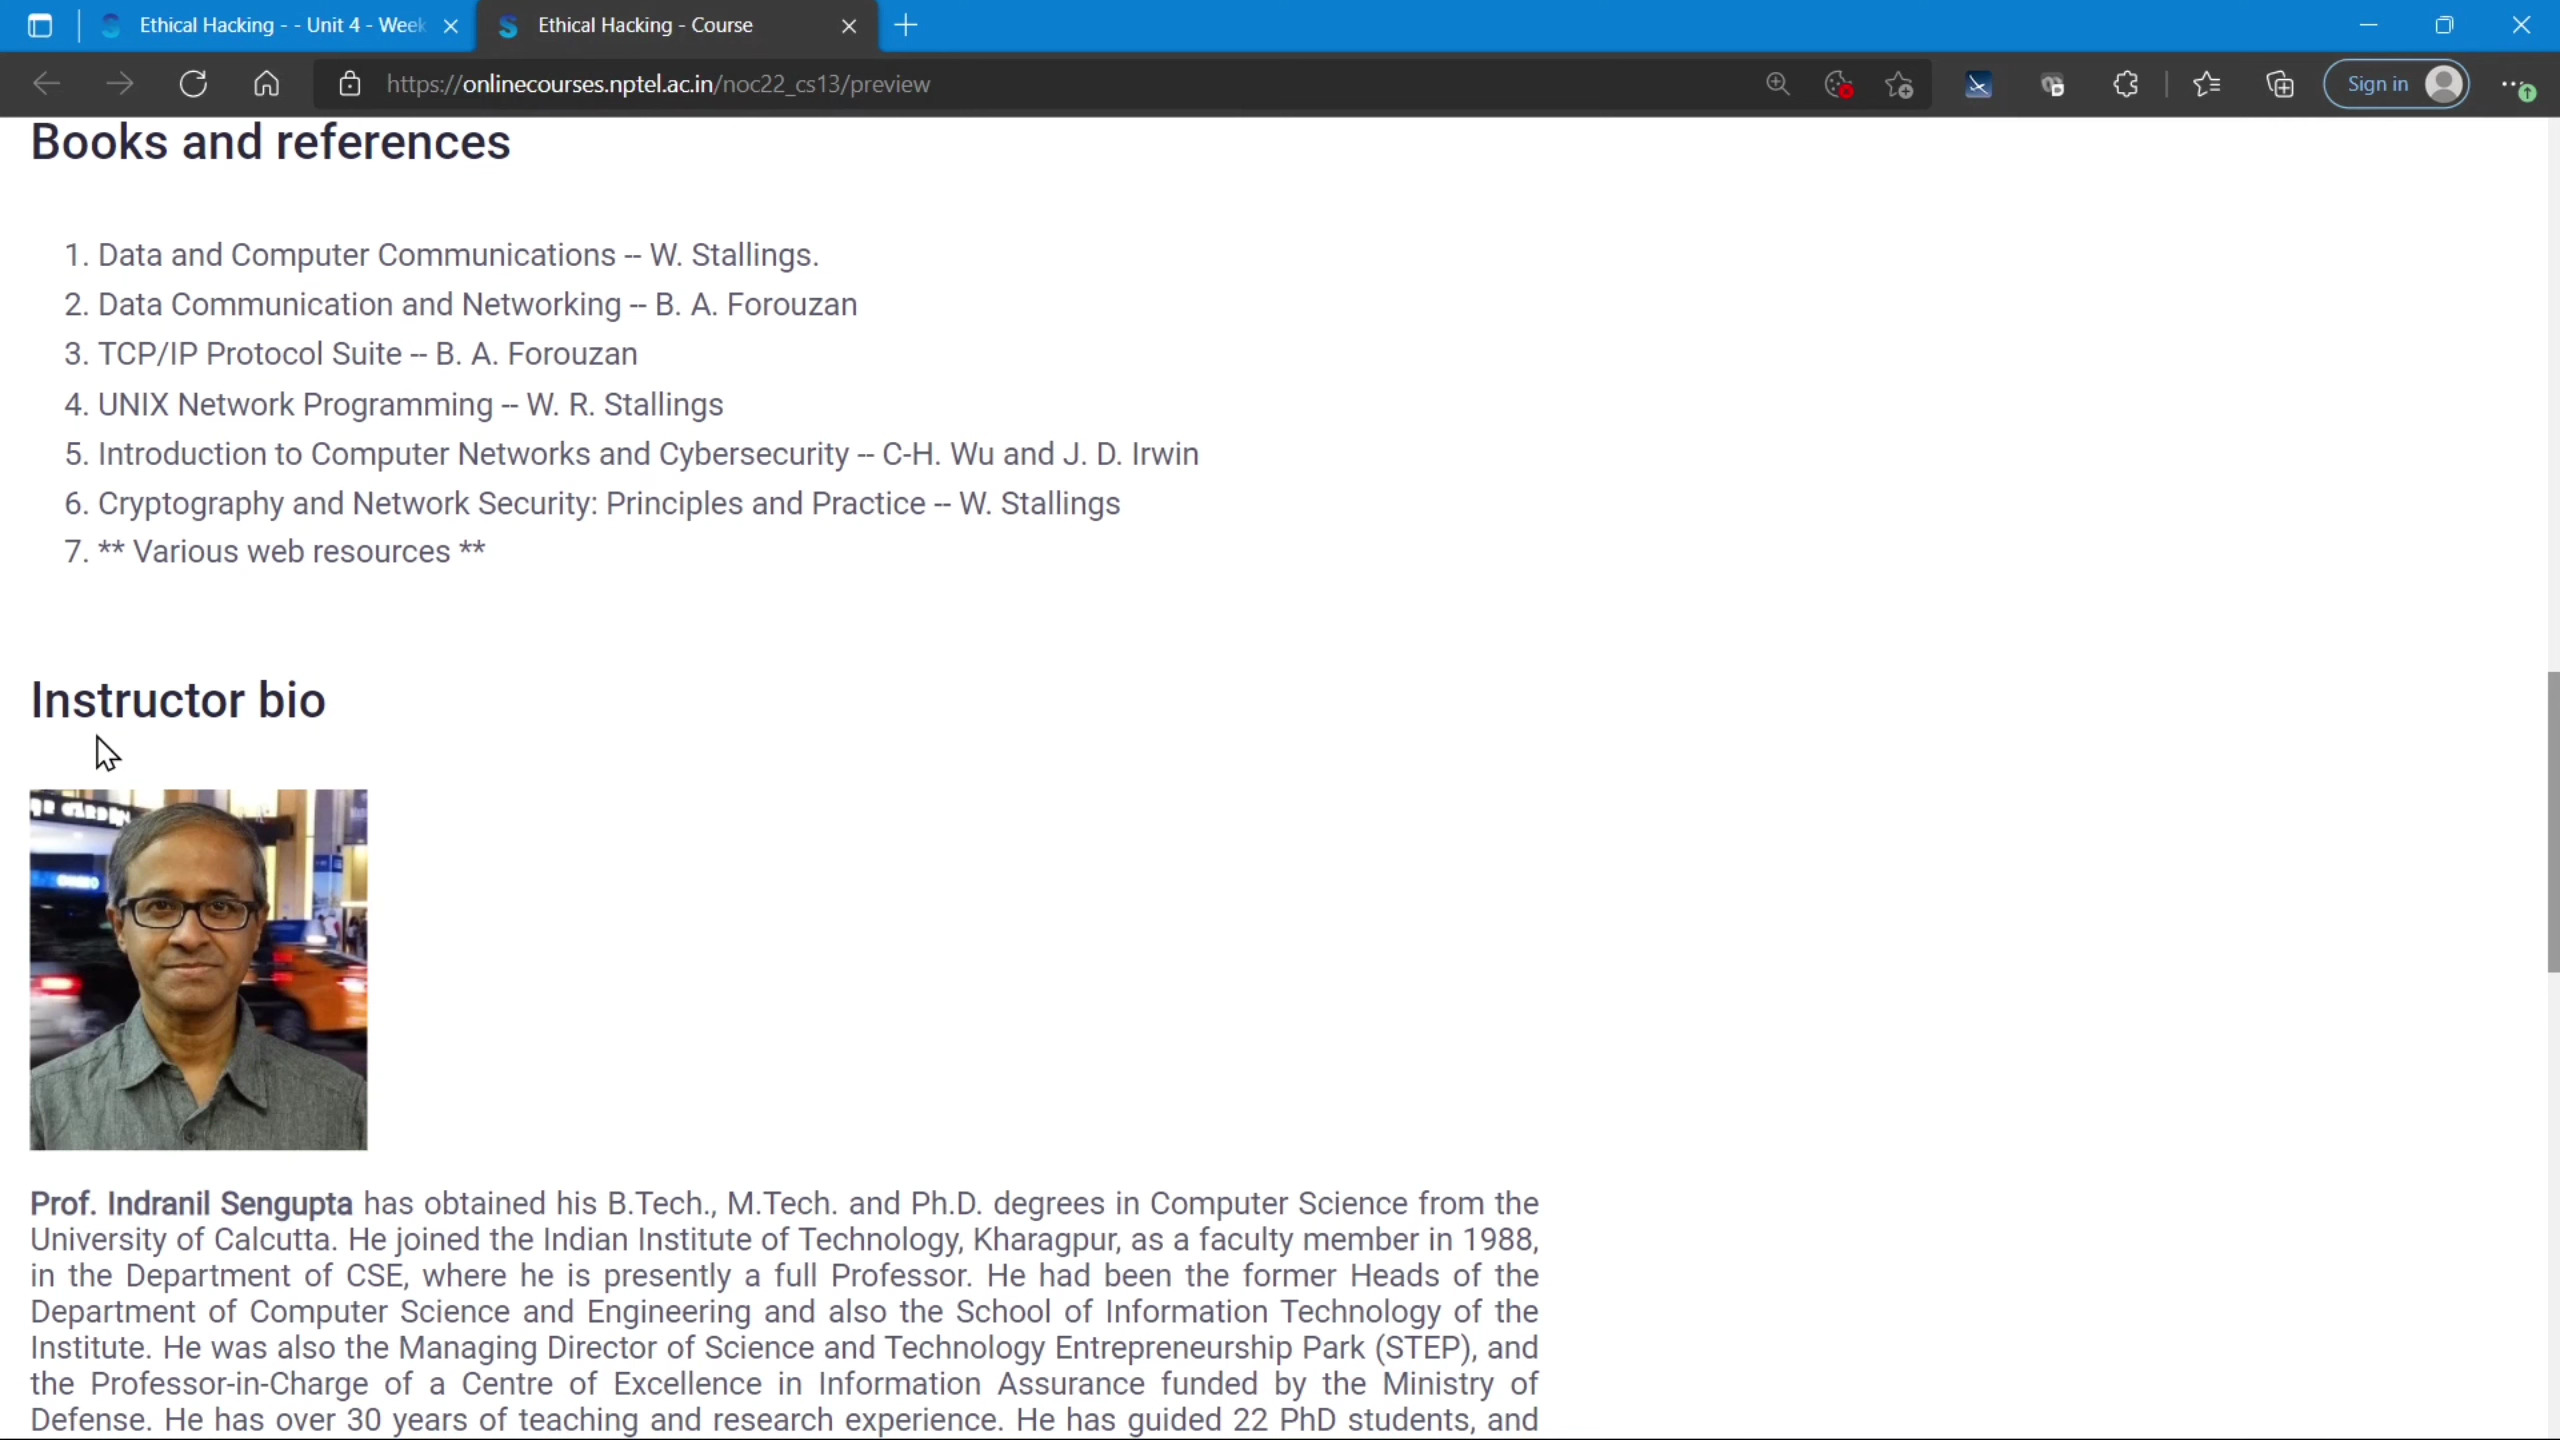 Ethical Hacking - - Unit 4 - Week
Ethical Hacking - Course
https://onlinecourses.nptel.ac.in/noc22_cs13/preview
Sign in
Books and references
1. Data and Computer Communications -- W. Stallings.
2. Data Communication and Networking -- B. A. Forouzan
3. TCP/IP Protocol Suite -- B. A. Forouzan
4. UNIX Network Programming -- W. R. Stallings
5. Introduction to Computer Networks and Cybersecurity -- C-H. Wu and J. D. Irwin
6. Cryptography and Network Security: Principles and Practice -- W. Stallings
7. ** Various web resources **
Instructor bio
Prof. Indranil Sengupta has obtained his B.Tech., M.Tech. and Ph.D. degrees in Computer Science from the
University of Calcutta. He joined the Indian Institute of Technology, Kharagpur, as a faculty member in 1988,
in the Department of CSE, where he is presently a full Professor. He had been the former Heads of the
Department of Computer Science and Engineering and also the School of Information Technology of the
Institute. He was also the Managing Director of Science and Technology Entrepreneurship Park (STEP), and
the Professor-in-Charge of a Centre of Excellence in Information Assurance funded by the Ministry of
Defense. He has over 30 years of teaching and research experience. He has guided 22 PhD students, and